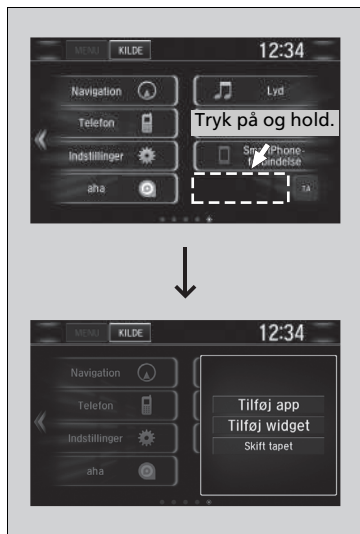 MENU KILDE 12:34
Navigation Lyd
Telefon Tryk på og hold.
Indstillinger SmartPhone-
forbindelse
aha TA
MENU KILDE 12:34
Navigation
Telefon Tilføj app
Tilføj widget
Indstillinger Skift tapet
aha